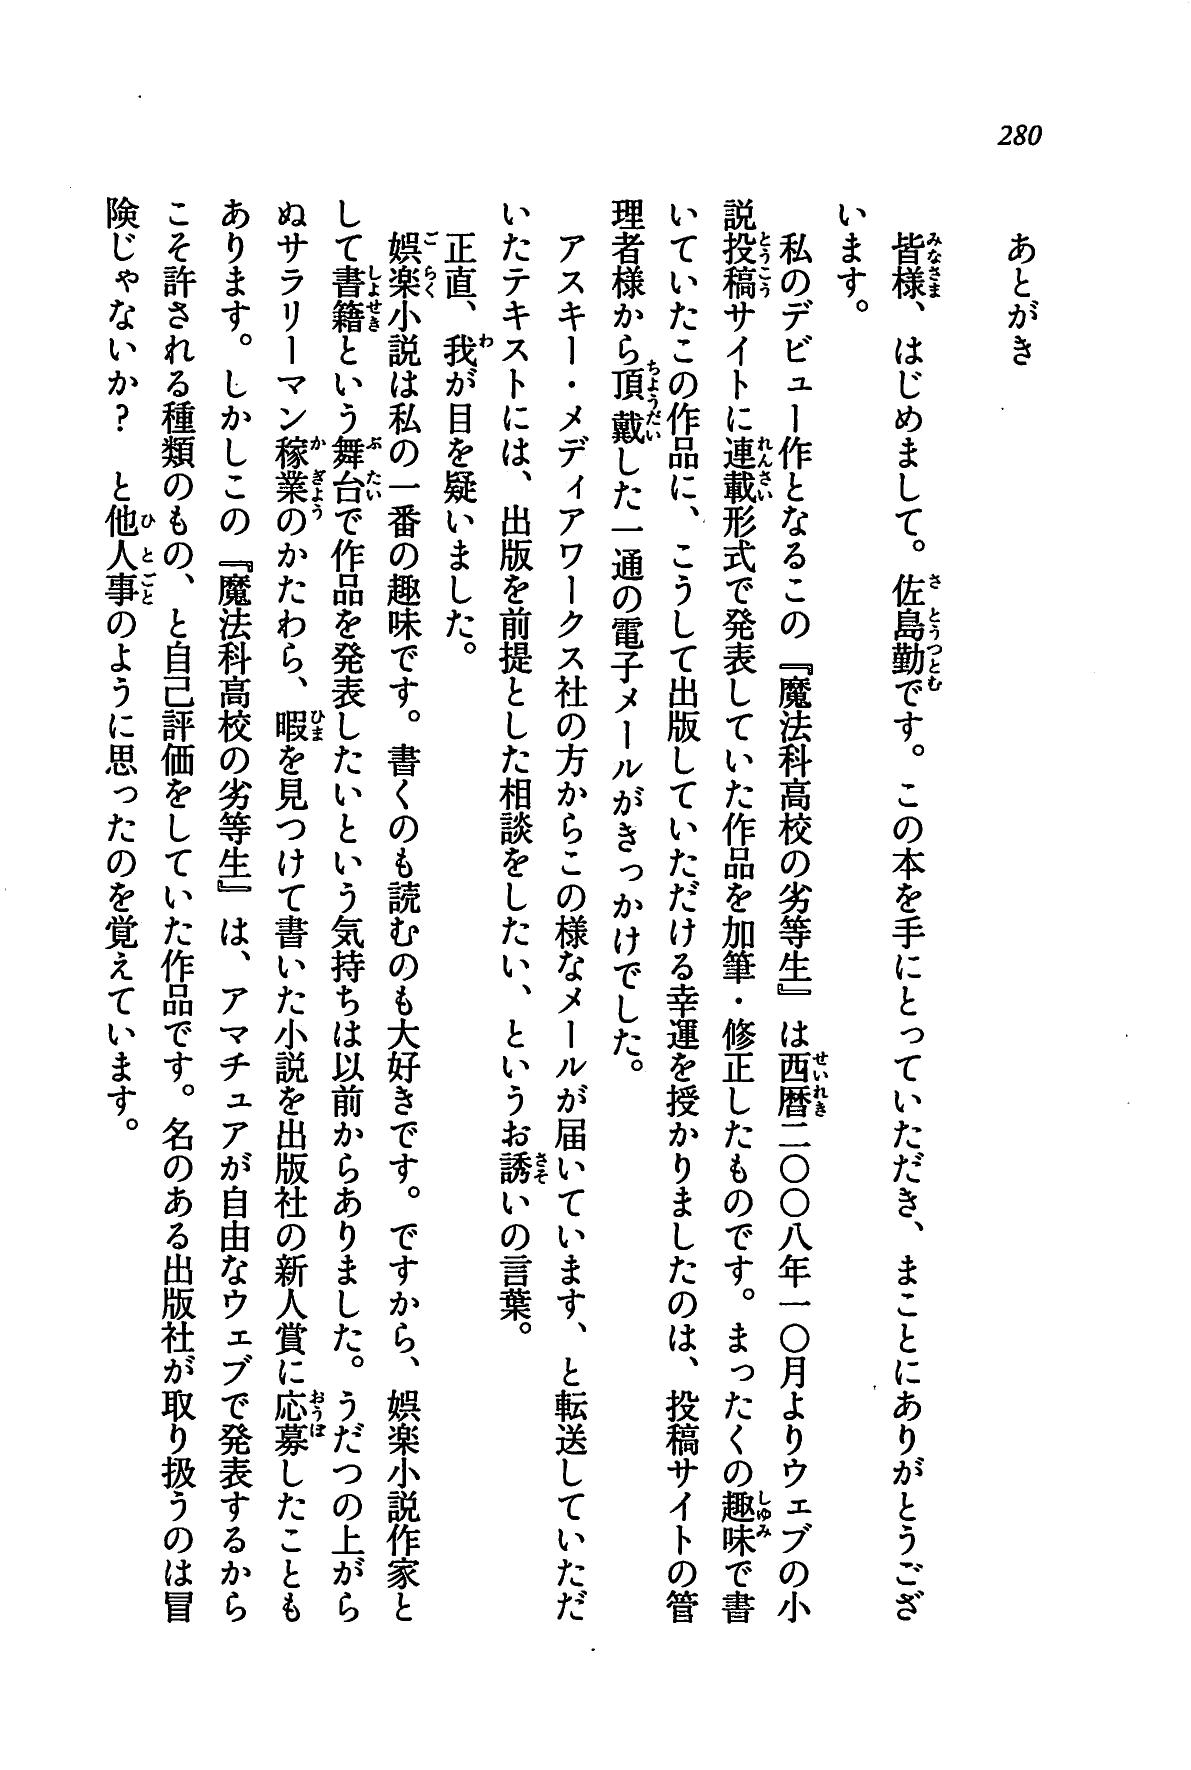 280
あとがき
皆様、はじめまして。佐島勤です。この本を手にとっていただき、まことにありがとうござ
います。
私のデビュー作となるこの『魔法科高校の劣等生』は西暦二〇〇八年一〇月よりウェブの小
説投稿サイトに連載形式で発表していた作品を加筆・修正したものです。まったくの趣味で書
いていたこの作品に、こうして出版していただける幸運を授かりましたのは、投稿サイトの管
理者様から頂戴した一通の電子メールがきっかけでした。
アスキー・メディアワークス社の方からこの様なメールが届いています、と転送していただ
いたテキストには、出版を前提とした相談をしたい、というお誘いの言葉。
正直、我が目を疑いました。
娯楽小説は私の一番の趣味です。書くのも読むのも大好きです。ですから、娯楽小説作家と
して書籍という舞台で作品を発表したいという気持ちは以前からありました。うだつの上がら
ぬサラリーマン稼業のかたわら、暇を見つけて書いた小説を出版社の新人賞に応募したことも
あります。しかしこの『魔法科高校の劣等生』は、アマチュアが自由なウェブで発表するから
こそ許される種類のもの、と自己評価をしていた作品です。名のある出版社が取り扱うのは冒
険じゃないか？　と他人事のように思ったのを覚えています。